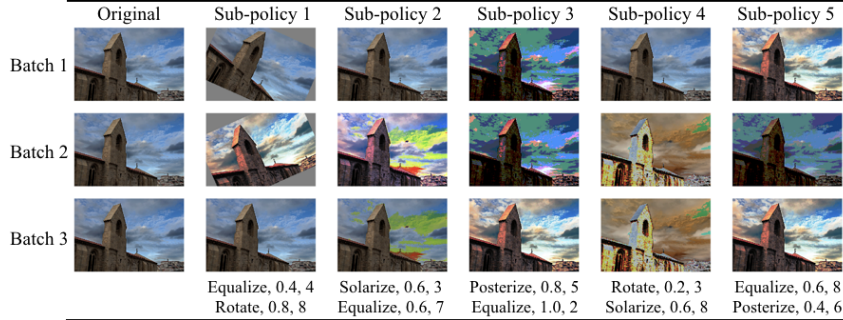 Original Sub-policy 1 Sub-policy 2 Sub-policy 3 Sub-policy 4 Sub-policy 5
Batch 1
Batch 2
Batch 3
Equalize, 0.4, 4 Solarize, 0.6, 3 Posterize, 0.8, 5 Rotate, 0.2, 3 Equalize, 0.6, 8
Rotate, 0.8, 8 Equalize, 0.6, 7 Equalize, 1.0, 2 Solarize, 0.6, 8 Posterize, 0.4, 6